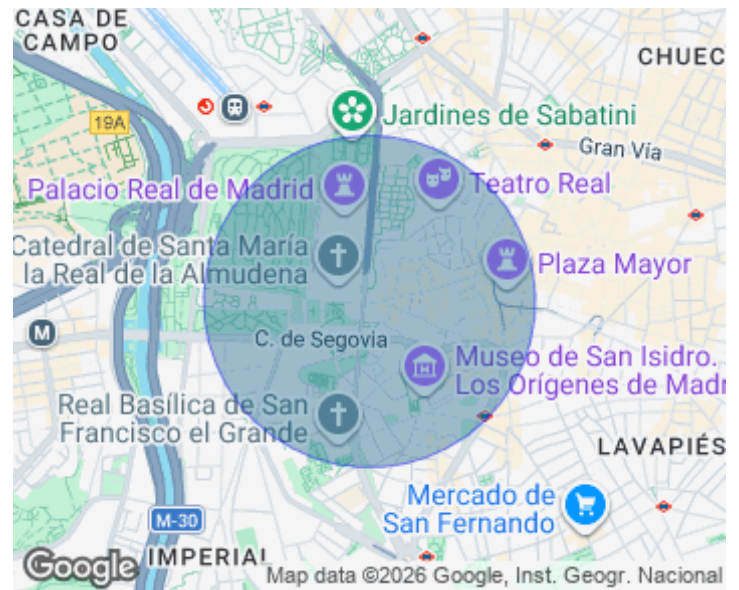 CASA DE
CAMPO
CHUEC
19A
Jardines de Sabatini
Gran Vía
Palacio Real de Madrid
Teatro Real
Catedral de Santa María
la Real de la Almudena
Plaza Mayor
M
C. de Segovia
Museo de San Isidro.
Los Orígenes de Madr
Real Basílica de San
Francisco el Grande
LAVAPIÉS
Mercado de
San Fernando
M-30
IMPERIAL
Google
Map data ©2026 Google, Inst. Geogr. Nacional